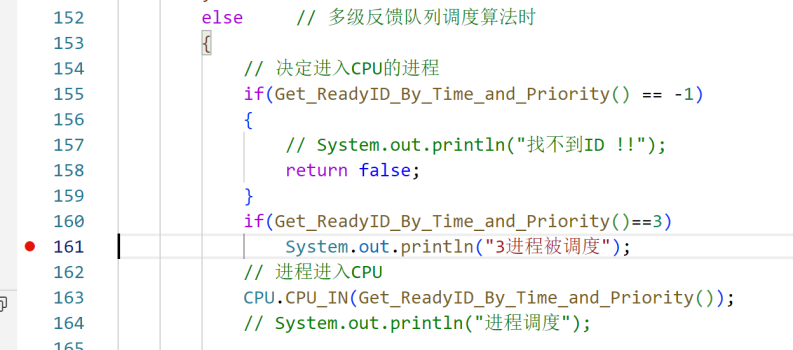 152 else // 多级反馈队列调度算法时
153 {
154 // 决定进入CPU的进程
155 if(Get_ReadyID_By_Time_and_Priority() == -1)
156 {
157 // System.out.println("找不到ID !!");
158 return false;
159 }
160 if(Get_ReadyID_By_Time_and_Priority()==3)
161 System.out.println("3进程被调度");
162 // 进程进入CPU
163 CPU.CPU_IN(Get_ReadyID_By_Time_and_Priority());
164 // System.out.println("进程调度");
165